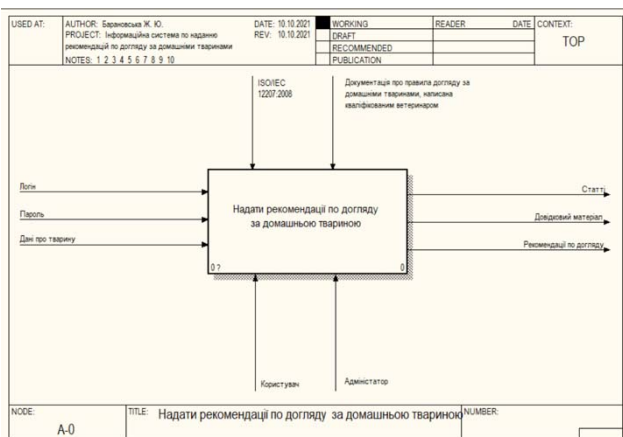 USED AT:
AUTHOR: Барановська Ж. Ю.
DATE: 10.10.2021
WORKING
READER
DATE
CONTEXT:
PROJECT: Інформаційна система по наданню
REV: 10.10.2021
DRAFT
TOP
рекомендацій по догляду за домашніми тваринами
RECOMMENDED
NOTES: 1 2 3 4 5 6 7 8 9 10
PUBLICATION
ISO/IEC
12207:2008
Документація про правила догляду за
домашніми тваринами, написана
кваліфікованим ветеринаром
Логін
Пароль
Дані про тварину
Надати рекомендації по догляду
за домашньою твариною
0 ?
0
Статті
Довідковий матеріал
Рекомендації по догляду
Користувач
Адміністатор
NODE:
A-0
TITLE:
Надати рекомендації по догляду за домашньою твариною
NUMBER: